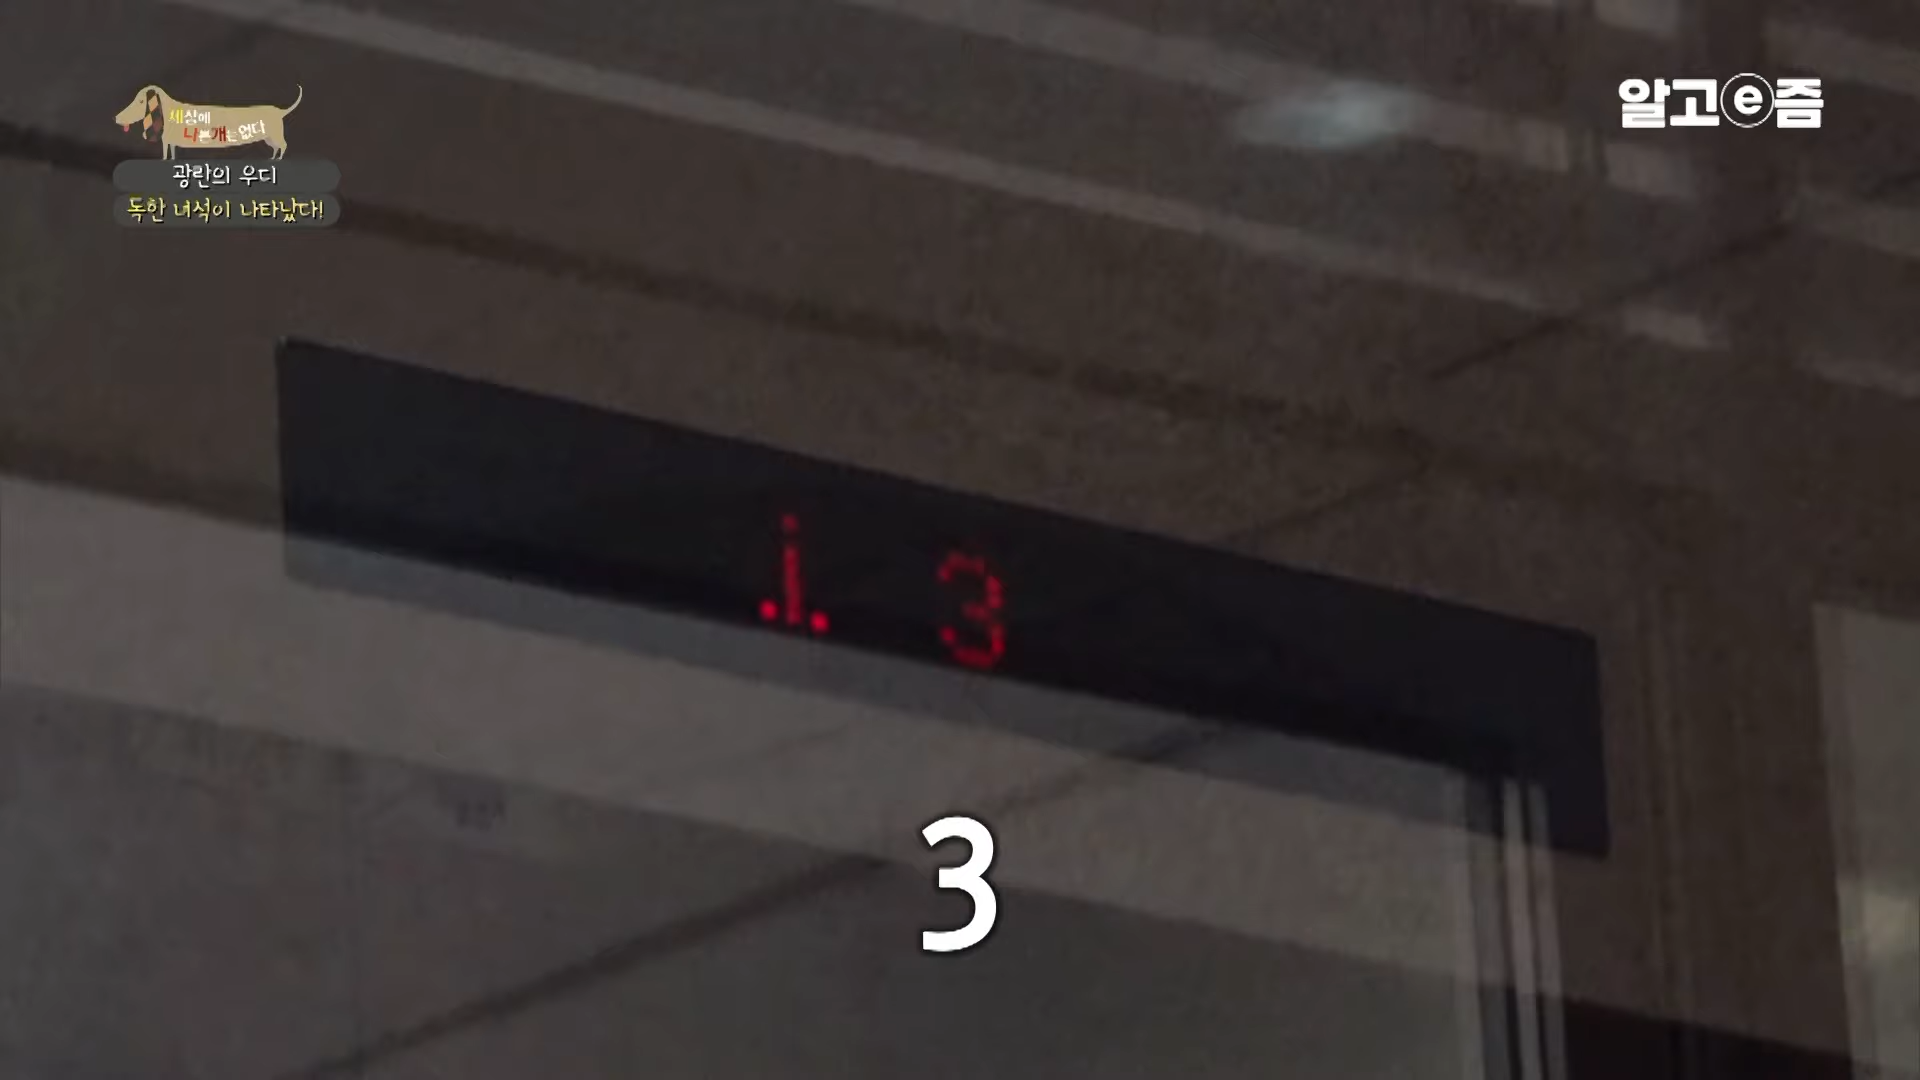 세상에
나쁜 개는 없다
광란의 우디
독한 녀석이 나타났다!
알고e즘
3
3